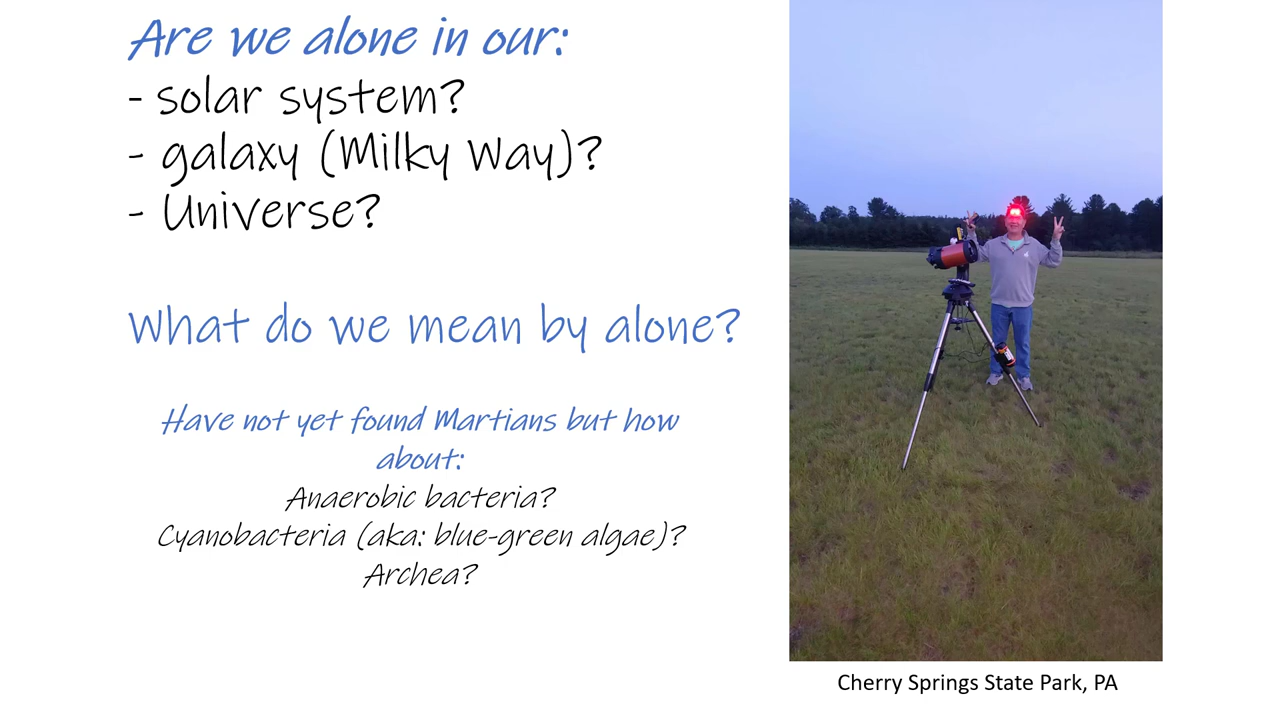 Are we alone in our:
- solar system?
- galaxy (Milky Way)?
- Universe?
What do we mean by alone?
Have not yet found Martians but how
about:
Anaerobic bacteria?
Cyanobacteria (aka: blue-green algae)?
Archea?
Cherry Springs State Park, PA